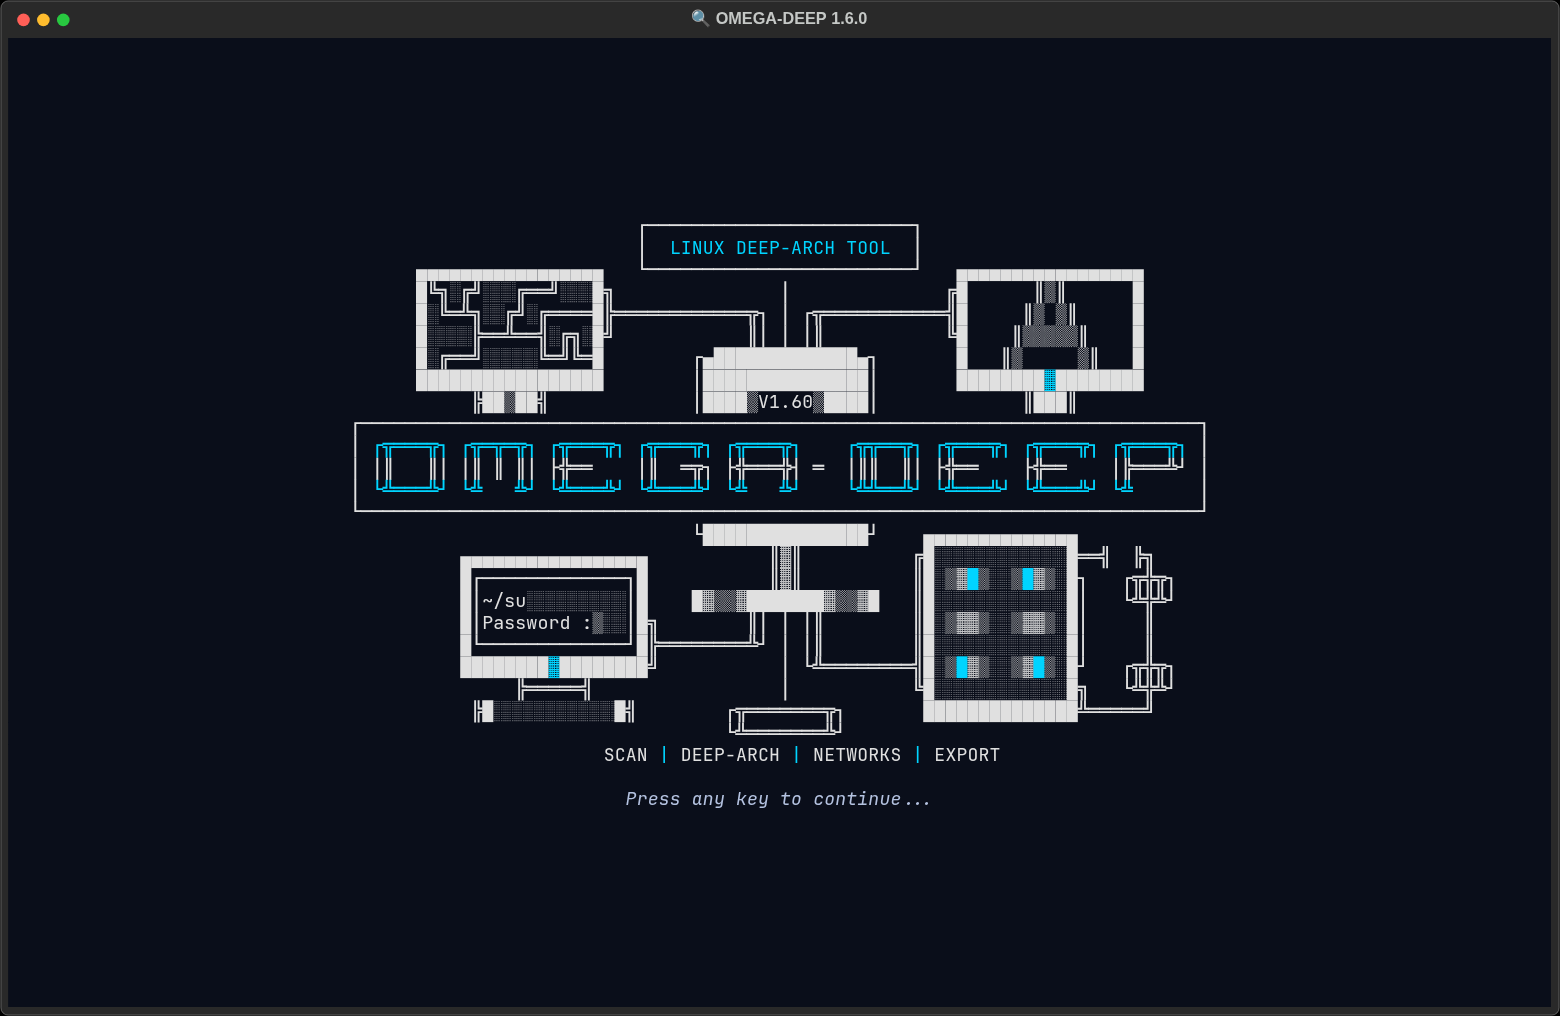 🔍 OMEGA-DEEP 1.6.0
LINUX DEEP-ARCH TOOL
V1.60
OMEGA-DEEP
~/su
Password :
SCAN | DEEP-ARCH | NETWORKS | EXPORT
Press any key to continue...